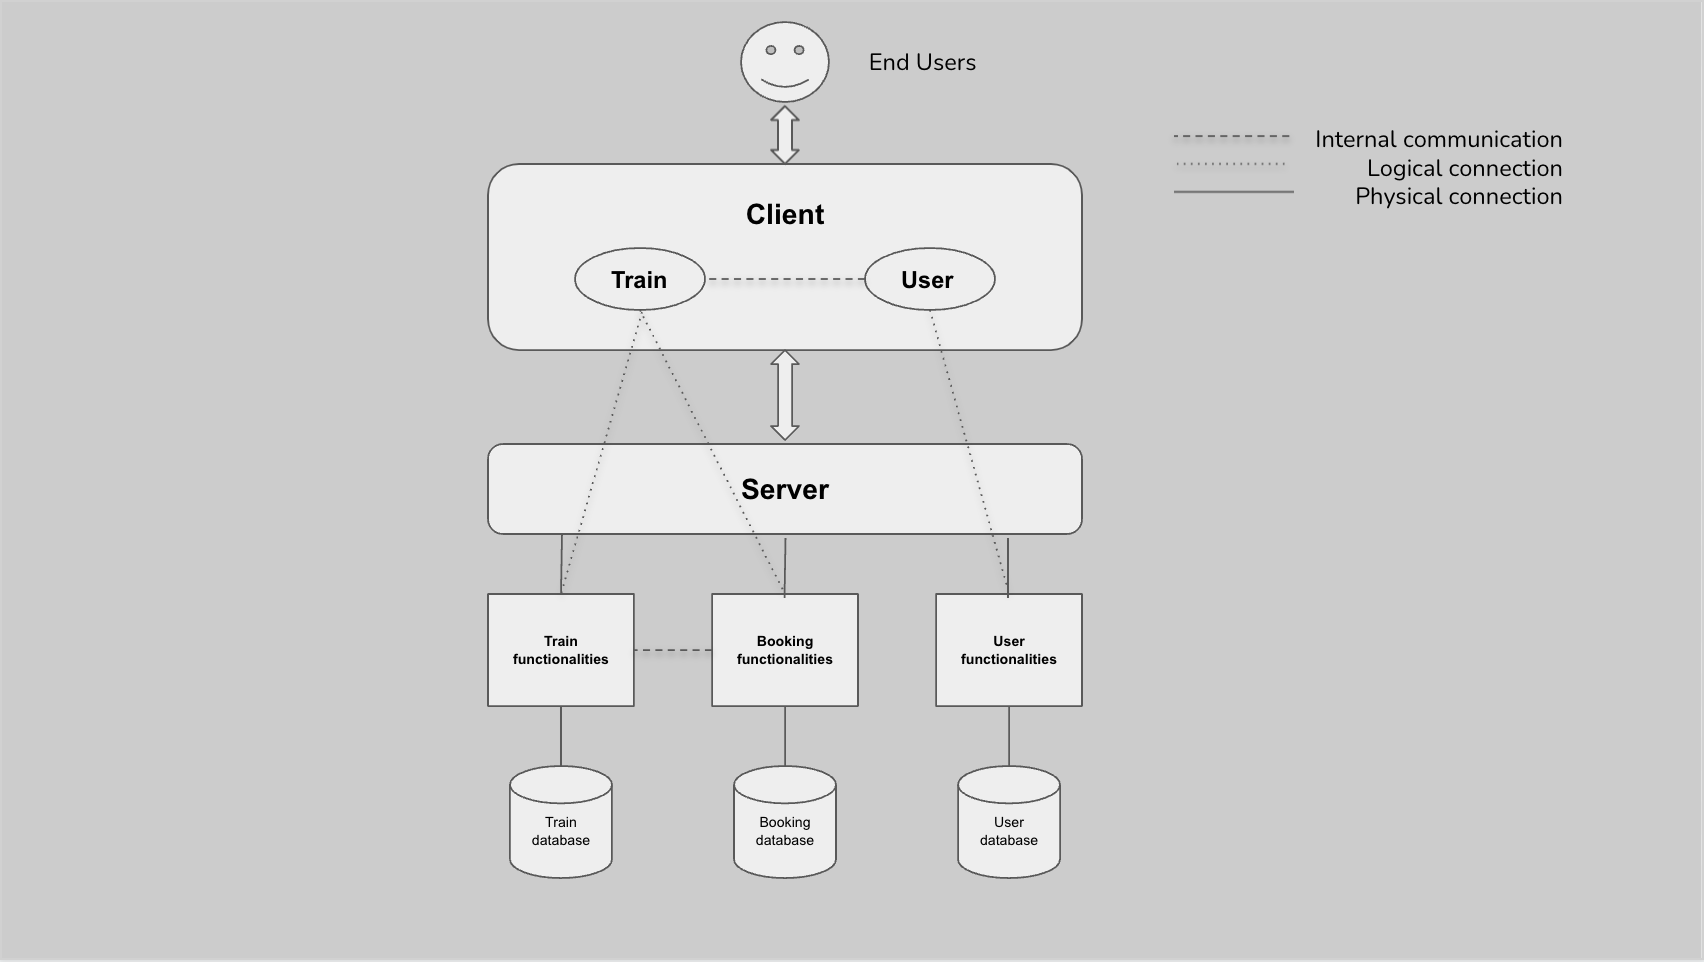 End Users
Internal communication
Logical connection
Physical connection
Client
Train
User
Server
Train
functionalities
Booking
functionalities
User
functionalities
Train
database
Booking
database
User
database